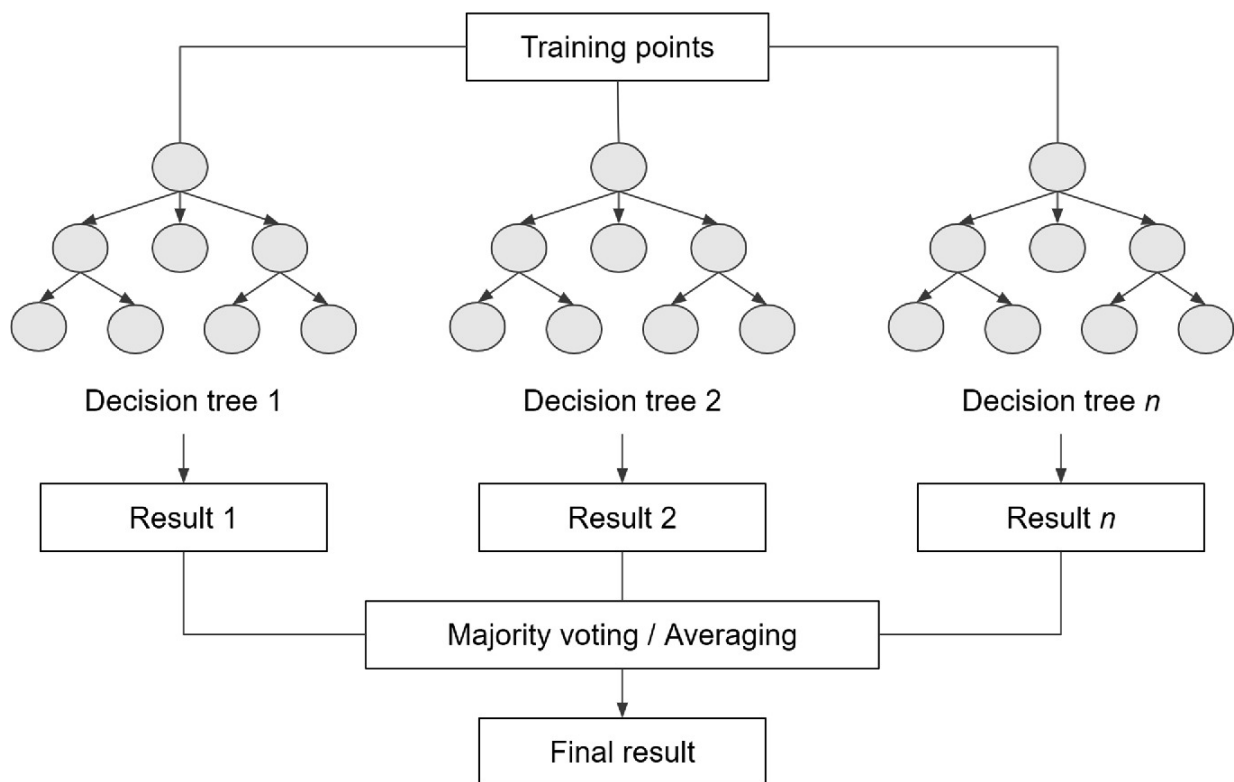 Training points
Decision tree 1
Decision tree 2
Decision tree n
Result 1
Result 2
Result n
Majority voting / Averaging
Final result